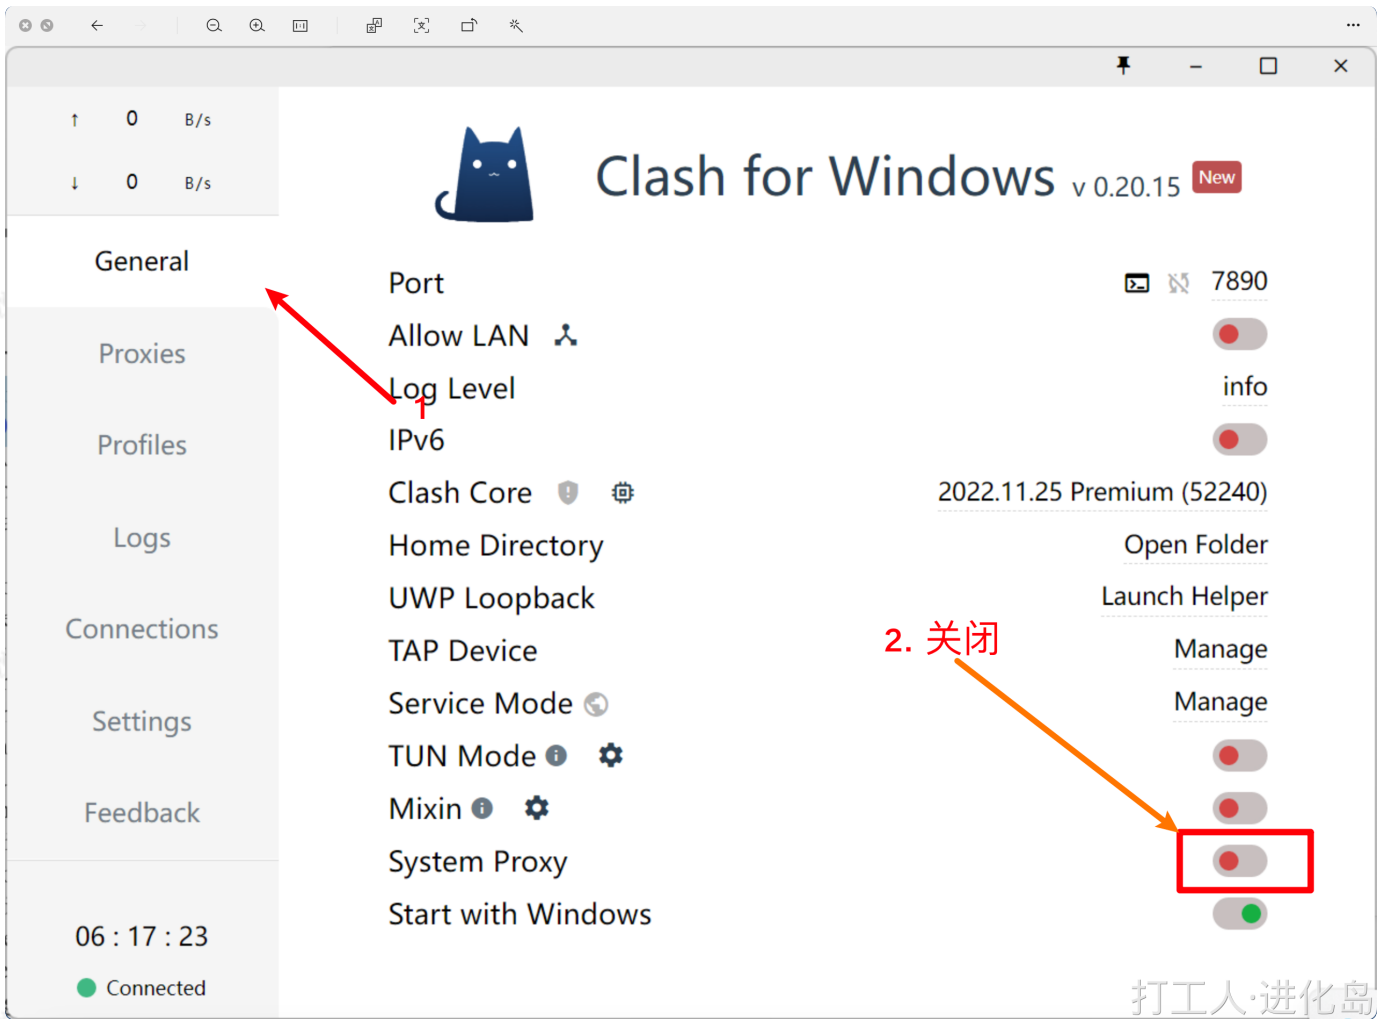 ↑ 0 B/s
↓ 0 B/s
General
Proxies
Profiles
Logs
Connections
Settings
Feedback
06 : 17 : 23
Connected
Clash for Windows v 0.20.15 New
Port 7890
Allow LAN
Log Level info
1
IPv6
Clash Core 2022.11.25 Premium (52240)
Home Directory Open Folder
UWP Loopback Launch Helper
2. 关闭
TAP Device Manage
Service Mode Manage
TUN Mode
Mixin
System Proxy
Start with Windows
打工人·进化岛